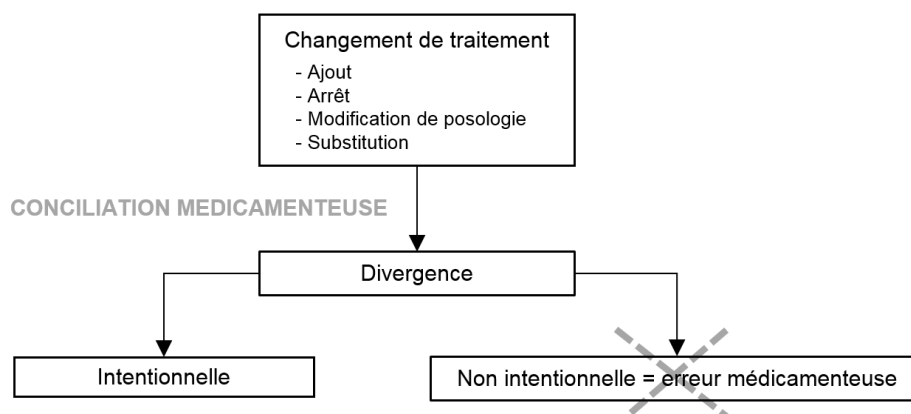 Changement de traitement
- Ajout
- Arrêt
- Modification de posologie
- Substitution
CONCILIATION MEDICAMENTEUSE
Divergence
Intentionnelle
Non intentionnelle = erreur médicamenteuse